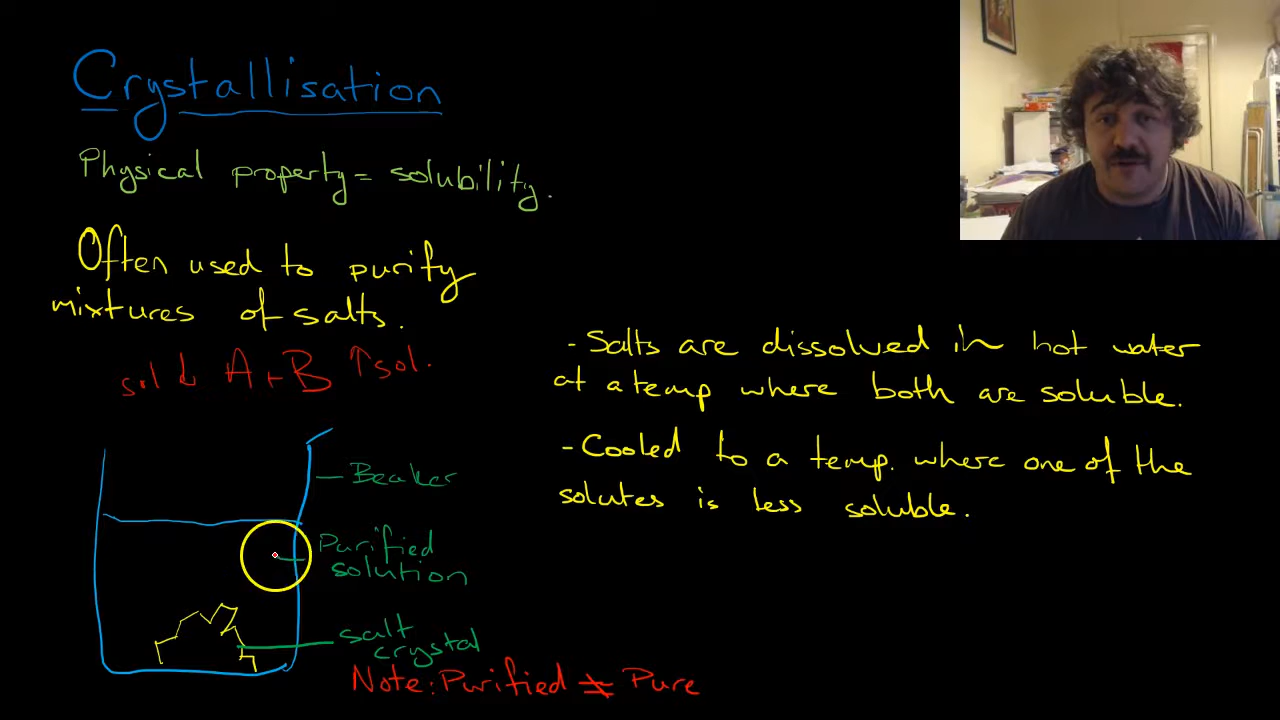 Crystallisation
Physical property = solubility.
Often used to purify
mixtures of salts.
sol ↓ A + B ↑ sol.
- Salts are dissolved in hot water
at a temp where both are soluble.
- Cooled to a temp. where one of the
solutes is less soluble.
Beaker
Purified
solution
salt
crystal
Note: Purified ≠ Pure